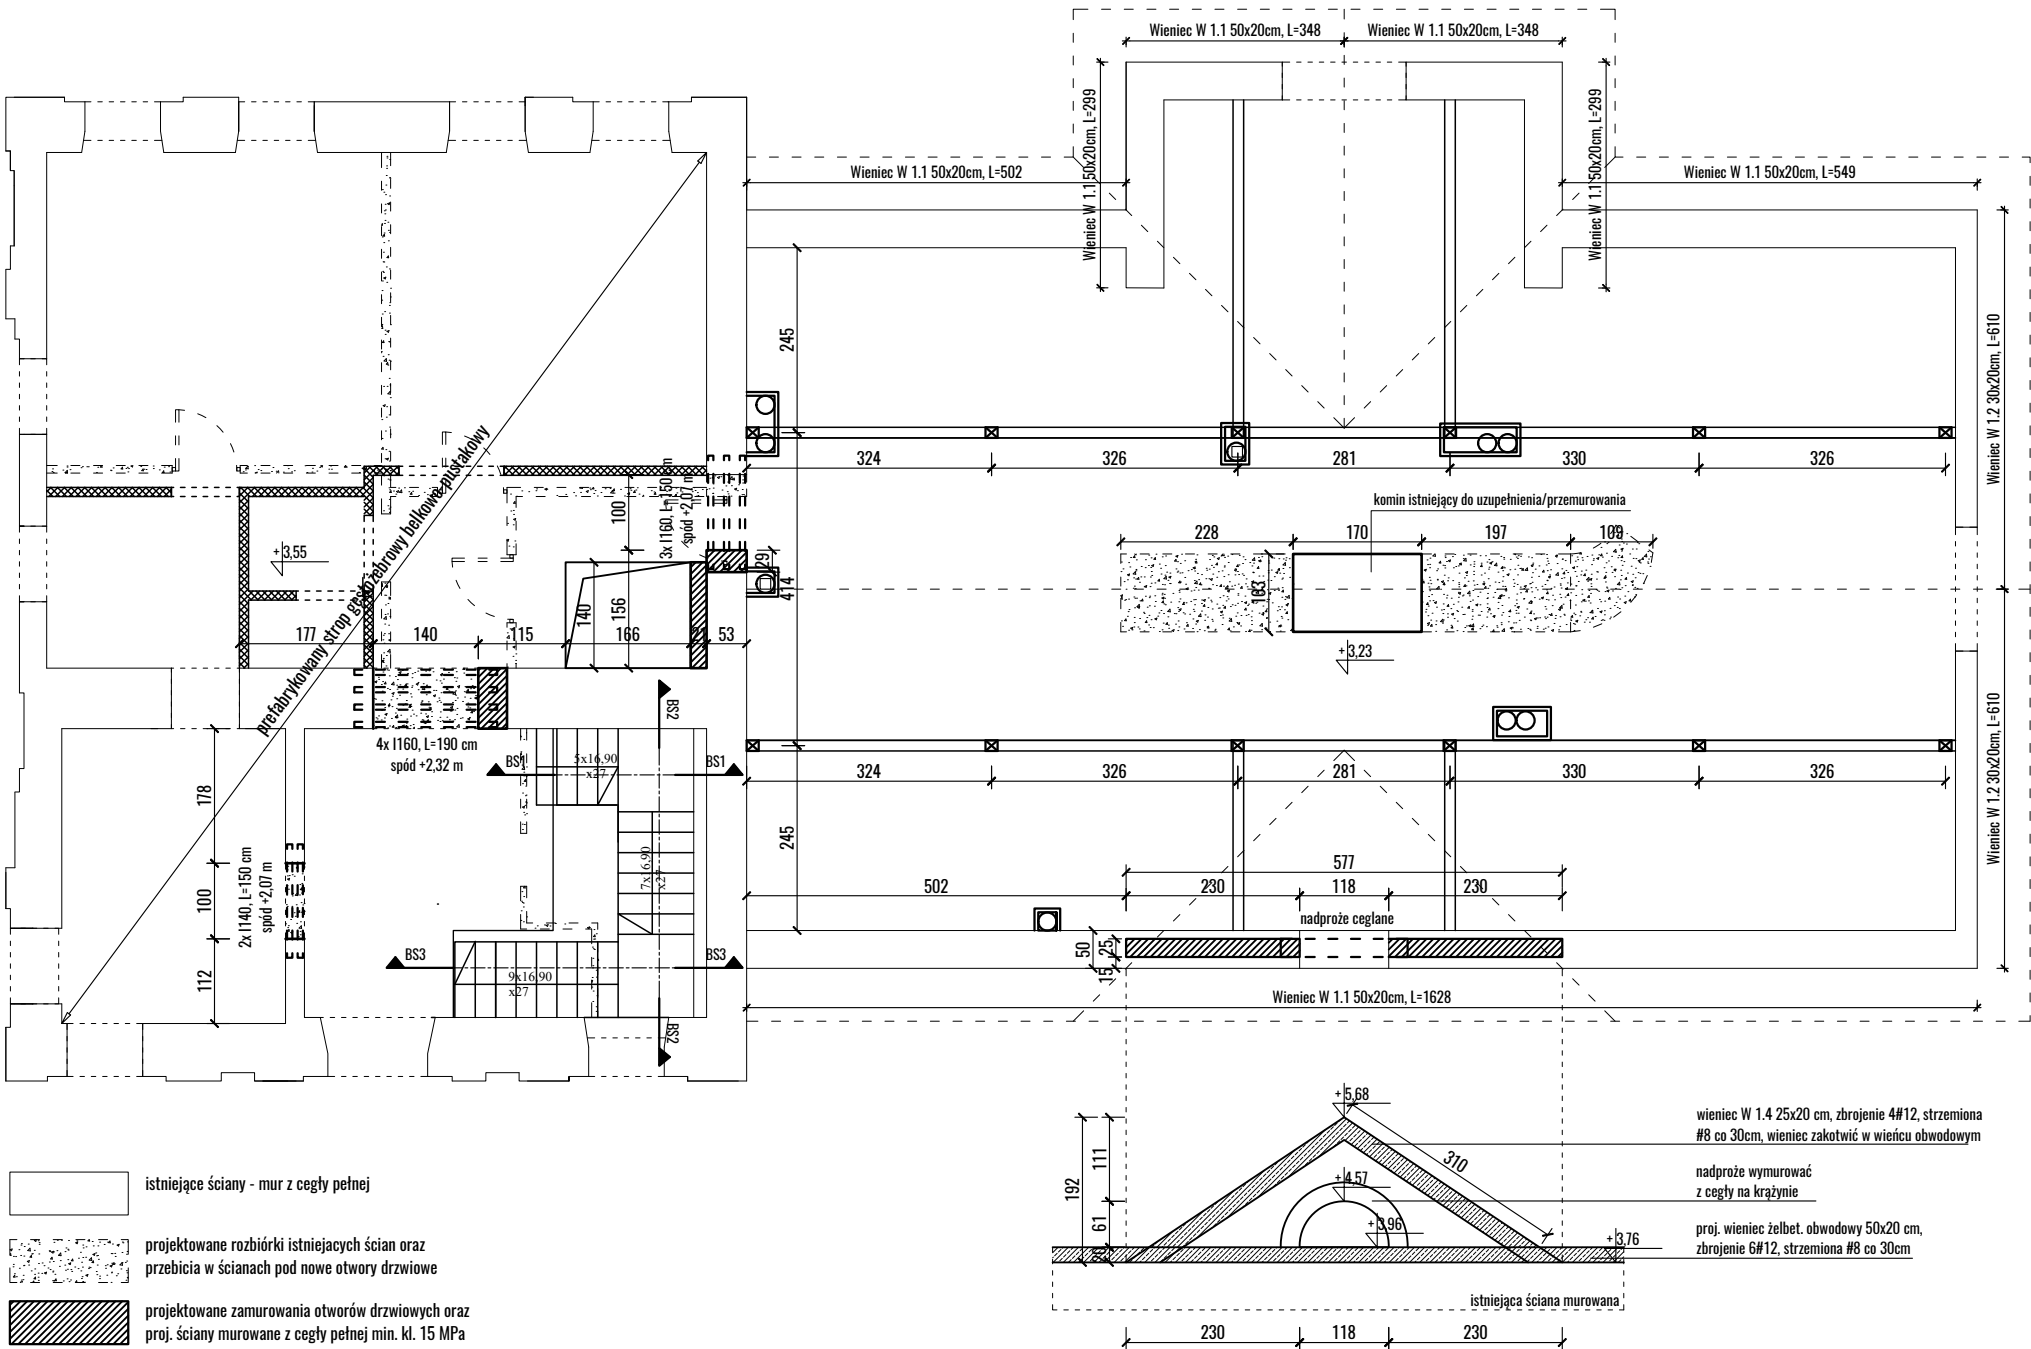 Wieniec W 1.1 50x20cm, L=348
Wieniec W 1.1 50x20cm, L=348
Wieniec W 1.1 50x20cm, L=299
Wieniec W 1.1 50x20cm, L=299
Wieniec W 1.1 50x20cm, L=502
Wieniec W 1.1 50x20cm, L=549
245
Wieniec W 1.2 30x20cm, L=610
prefabrykowany strop gęstożebrowy belkowo-pustakowy
324
326
281
330
326
3x I160, L=150 cm
spód +2,07 m
100
komin istniejący do uzupełnienia/przemurowania
228
170
197
109
+3,55
29
414
140
156
163
177
140
115
166
21
53
+3,23
BS2
4x I160, L=190 cm
spód +2,32 m
BS1
5x16,90
x27
BS1
324
326
281
330
326
Wieniec W 1.2 30x20cm, L=610
178
245
7x16,90
x27
577
502
230
118
230
100
2x I140, L=150 cm
spód +2,07 m
nadproże ceglane
50
25
15
BS3
9x16,90
x27
BS3
112
Wieniec W 1.1 50x20cm, L=1628
BS2
+5,68
wieniec W 1.4 25x20 cm, zbrojenie 4#12, strzemiona
#8 co 30cm, wieniec zakotwić w wieńcu obwodowym
111
310
192
+4,57
nadproże wymurować
z cegły na krążynie
61
+3,96
+3,76
20
proj. wieniec żelbet. obwodowy 50x20 cm,
zbrojenie 6#12, strzemiona #8 co 30cm
istniejąca ściana murowana
230
118
230
istniejące ściany - mur z cegły pełnej
projektowane rozbiórki istniejacych ścian oraz
przebicia w ścianach pod nowe otwory drzwiowe
projektowane zamurowania otworów drzwiowych oraz
proj. ściany murowane z cegły pełnej min. kl. 15 MPa